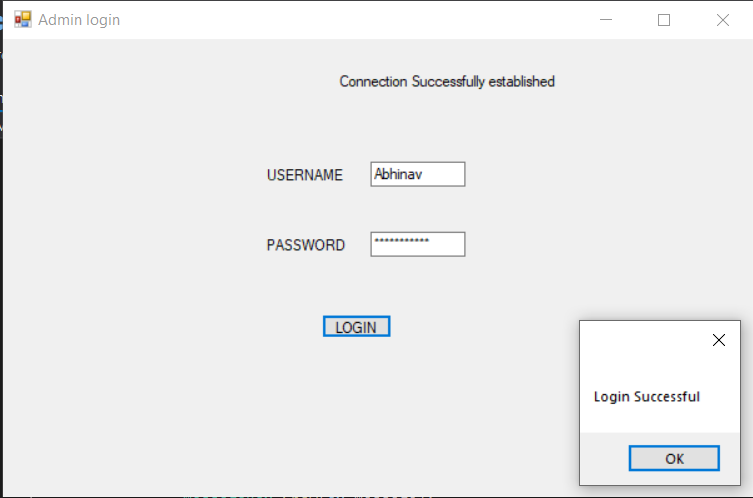 Admin login
Connection Successfully established
USERNAME Abhinav
PASSWORD ***********
LOGIN
Login Successful
OK